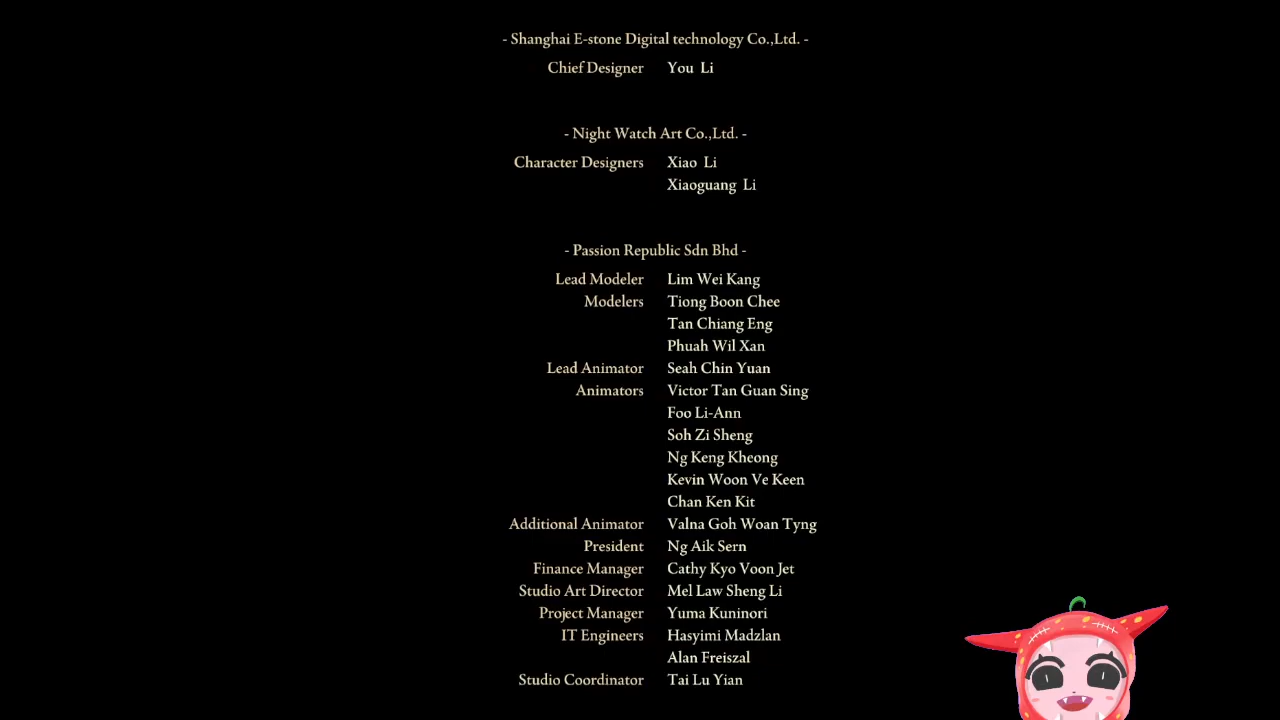 - Shanghai E-stone Digital technology Co.,Ltd. -
Chief Designer You Li
- Night Watch Art Co.,Ltd. -
Character Designers Xiao Li
Xiaoguang Li
- Passion Republic Sdn Bhd -
Lead Modeler Lim Wei Kang
Modelers Tiong Boon Chee
Tan Chiang Eng
Phuah Wil Xan
Lead Animator Seah Chin Yuan
Animators Victor Tan Guan Sing
Foo Li-Ann
Soh Zi Sheng
Ng Keng Kheong
Kevin Woon Ve Keen
Chan Ken Kit
Additional Animator Valna Goh Woan Tyng
President Ng Aik Sern
Finance Manager Cathy Kyo Voon Jet
Studio Art Director Mel Law Sheng Li
Project Manager Yuma Kuninori
IT Engineers Hasyimi Madzlan
Alan Freiszal
Studio Coordinator Tai Lu Yian